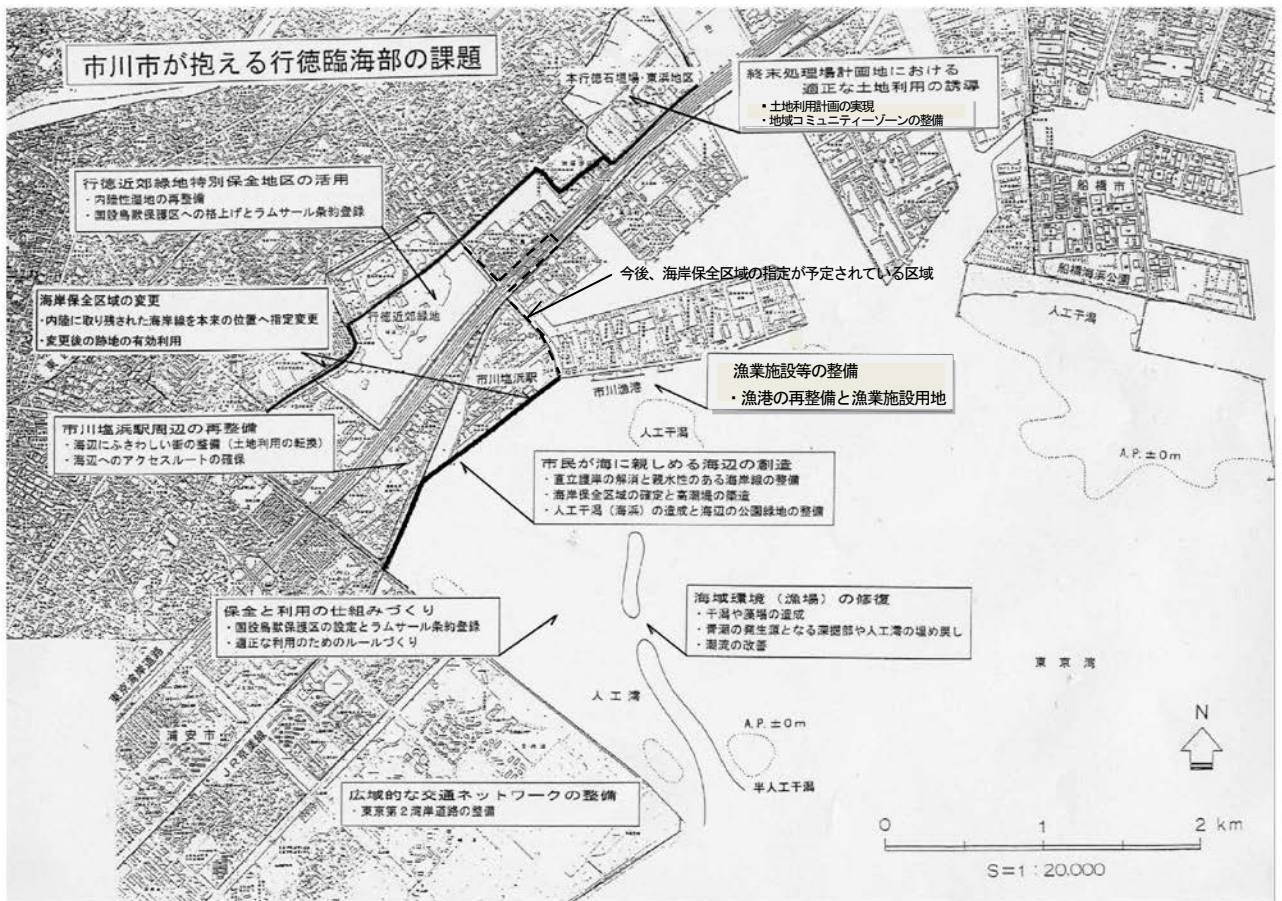 市川市が抱える行徳臨海部の課題
本行徳石垣場・東浜地区
終末処理場計画地における
適正な土地利用の誘導
・土地利用計画の実現
・地域コミュニティーゾーンの整備
行徳近郊緑地特別保全地区の活用
・内陸性湿地の再整備
・国設鳥獣保護区への格上げとラムサール条約登録
船橋市
船橋海浜公園
人工干潟
今後、海岸保全区域の指定が予定されている区域
海岸保全区域の変更
・内陸に取り残された海岸線を本来の位置へ指定変更
・変更後の跡地の有効利用
行徳近郊緑地
市川塩浜駅
市川漁港
漁業施設等の整備
・漁港の再整備と漁業施設用地
人工干潟
市川塩浜駅周辺の再整備
・海辺にふさわしい街の整備（土地利用の転換）
・海辺へのアクセスルートの確保
A.P.±0m
市民が海に親しめる海辺の創造
・直立護岸の解消と親水性のある海岸線の整備
・海岸保全区域の確定と高潮堤の築造
・人工干潟（海浜）の造成と海辺の公園緑地の整備
保全と利用の仕組みづくり
・国設鳥獣保護区の設定とラムサール条約登録
・適正な利用のためのルールづくり
海域環境（漁場）の修復
・干潟や藻場の造成
・青潮の発生源となる深掘部や人工湾の埋め戻し
・潮流の改善
東京湾岸道路
東京湾
人工湾
A.P.±0m
浦安市
JR京葉線
N
半人工干潟
広域的な交通ネットワークの整備
・東京第２湾岸道路の整備
0 1 2 km
S=1:20.000